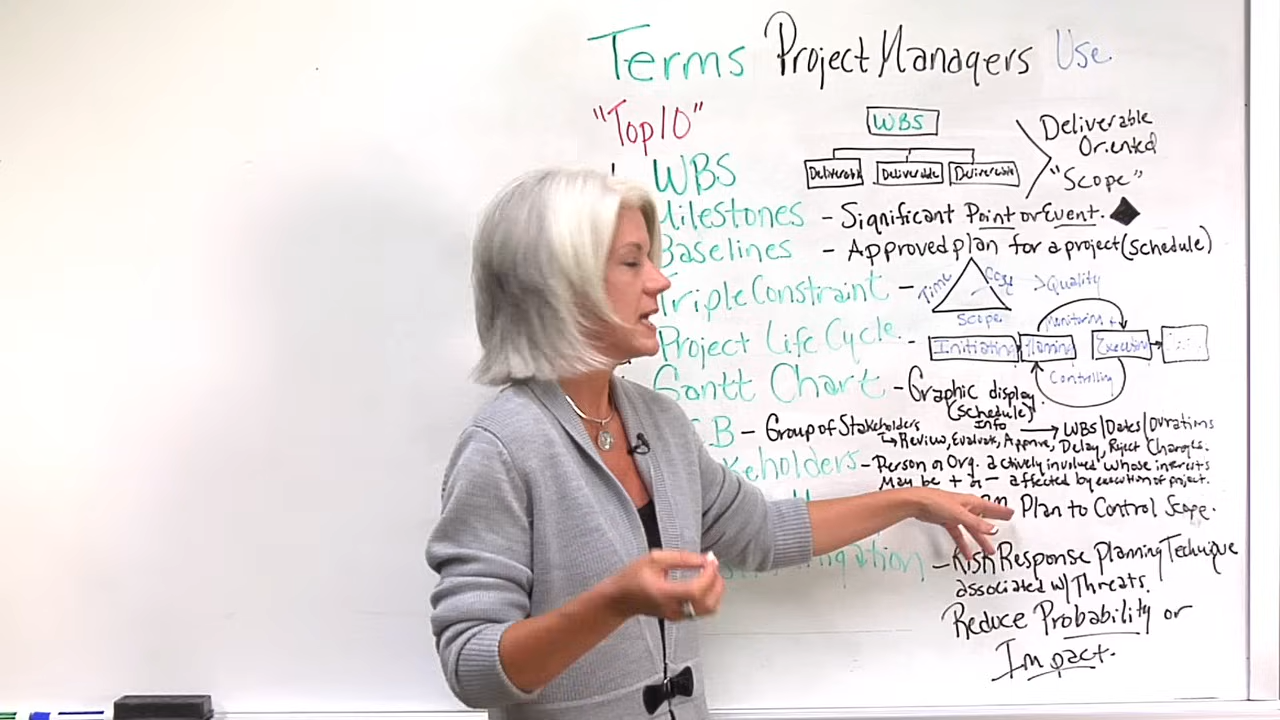 Terms Project Managers Use
"Top 10"
WBS
Deliverable Deliverable Deliverable
Deliverable
Oriented
"Scope"
WBS
Milestones - Significant Point or Event.
Baselines - Approved plan for a project (schedule)
Triple Constraint - Time Cost → Quality
Scope
Project Life Cycle - Initiating Planning
Monitoring +
Controlling
Gantt Chart - Graphic display
(schedule)
Info → WBS/Dates/Durations
CB - Group of Stakeholders
Review, Evaluate, Approve, Delay, Reject Changes.
keholders - Person or Org. actively involved whose interests
May be + or - affected by execution of project.
Plan to Control Scope.
Risk Response Planning Technique
associated w/ Threats.
Reduce Probability or
Impact.